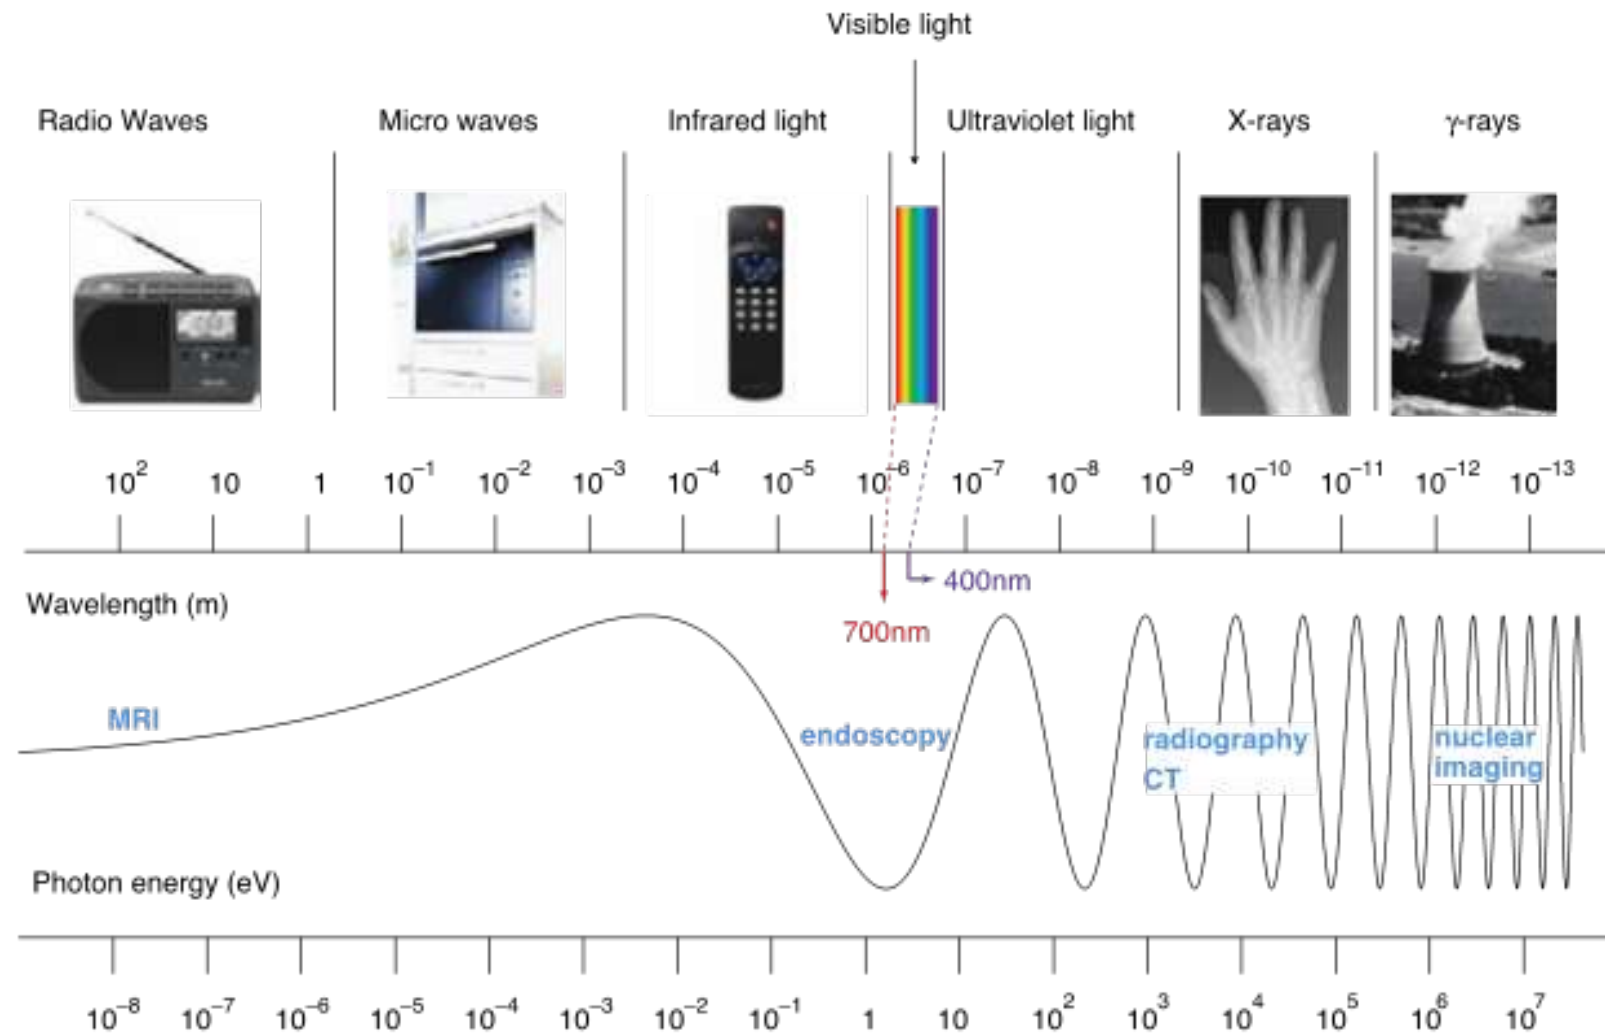 Visible light
Radio Waves Micro waves Infrared light Ultraviolet light X-rays γ-rays
10² 10 1 10⁻¹ 10⁻² 10⁻³ 10⁻⁴ 10⁻⁵ 10⁻⁶ 10⁻⁷ 10⁻⁸ 10⁻⁹ 10⁻¹⁰ 10⁻¹¹ 10⁻¹² 10⁻¹³
400nm
Wavelength (m)
700nm
MRI
endoscopy
radiography
CT
nuclear
imaging
Photon energy (eV)
10⁻⁸ 10⁻⁷ 10⁻⁶ 10⁻⁵ 10⁻⁴ 10⁻³ 10⁻² 10⁻¹ 1 10 10² 10³ 10⁴ 10⁵ 10⁶ 10⁷